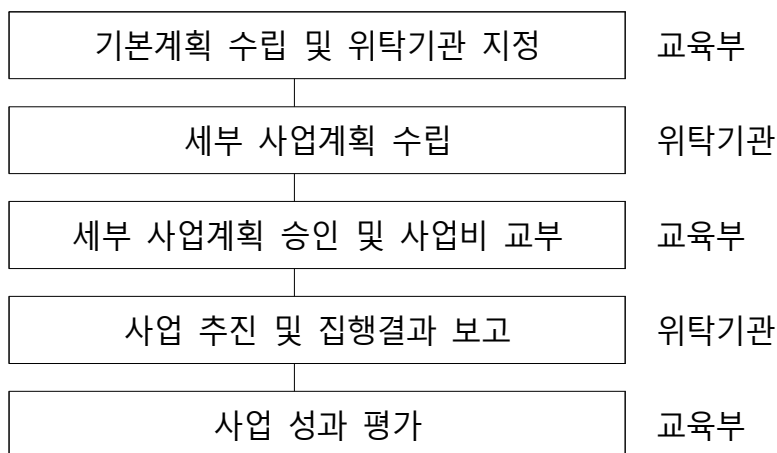 기본계획 수립 및 위탁기관 지정 교육부
세부 사업계획 수립 위탁기관
세부 사업계획 승인 및 사업비 교부 교육부
사업 추진 및 집행결과 보고 위탁기관
사업 성과 평가 교육부